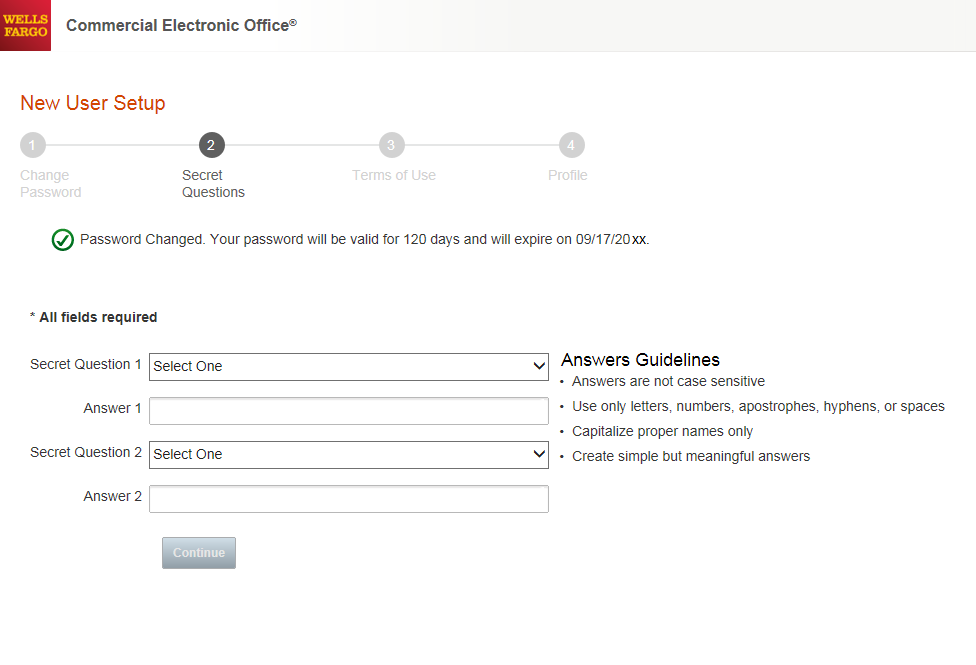 WELLS
FARGO
Commercial Electronic Office®
New User Setup
1 2 3 4
Change
Password
Secret
Questions
Terms of Use
Profile
Password Changed. Your password will be valid for 120 days and will expire on 09/17/20xx.
* All fields required
Secret Question 1 Select One
Answer 1
Secret Question 2 Select One
Answer 2
Continue
Answers Guidelines
• Answers are not case sensitive
• Use only letters, numbers, apostrophes, hyphens, or spaces
• Capitalize proper names only
• Create simple but meaningful answers